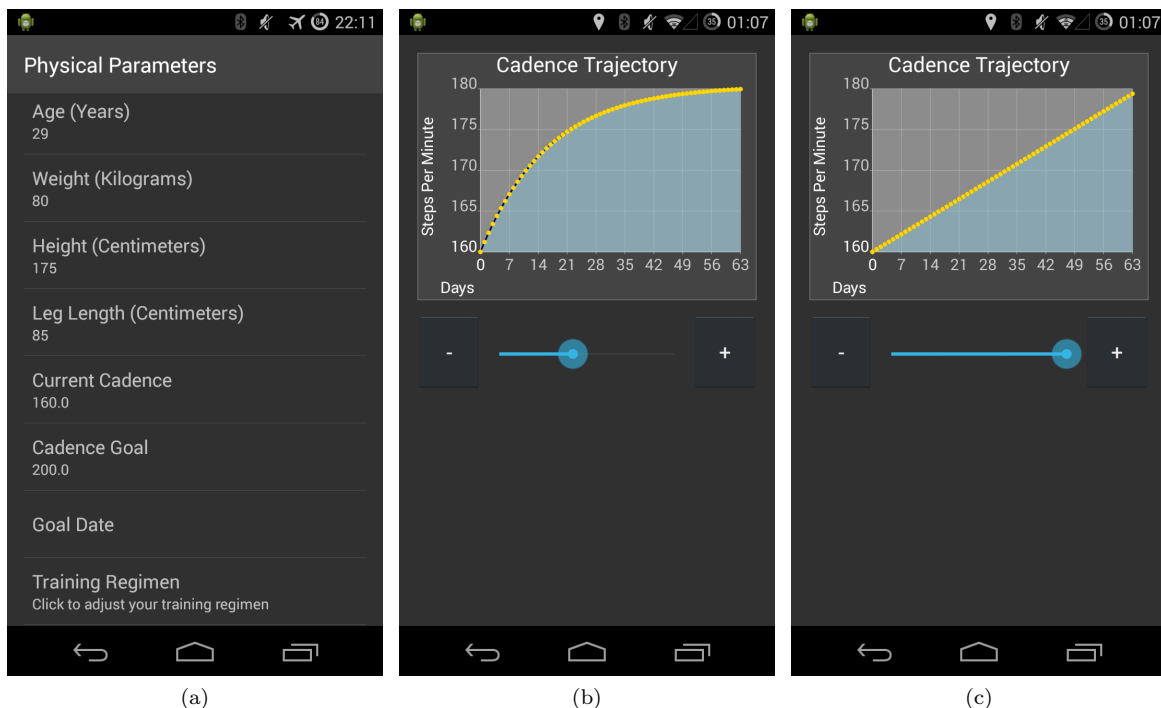 84 22:11
Physical Parameters
Age (Years)
29
Weight (Kilograms)
80
Height (Centimeters)
175
Leg Length (Centimeters)
85
Current Cadence
160.0
Cadence Goal
200.0
Goal Date
Training Regimen
Click to adjust your training regimen
(a)
35 01:07
Cadence Trajectory
Steps Per Minute
180
175
170
165
160
0 7 14 21 28 35 42 49 56 63
Days
- +
(b)
35 01:07
Cadence Trajectory
Steps Per Minute
180
175
170
165
160
0 7 14 21 28 35 42 49 56 63
Days
- +
(c)